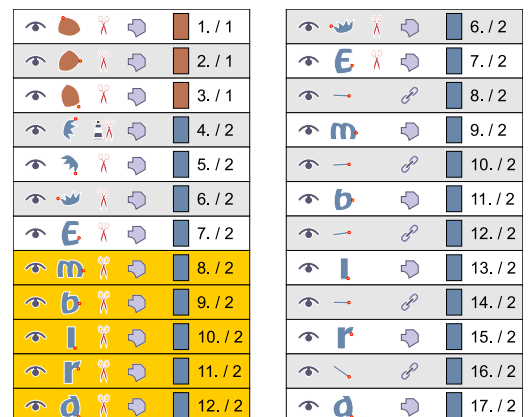 1. / 1
2. / 1
3. / 1
4. / 2
5. / 2
6. / 2
E 7. / 2
m 8. / 2
b 9. / 2
l 10. / 2
r 11. / 2
a 12. / 2
6. / 2
E 7. / 2
8. / 2
m 9. / 2
10. / 2
b 11. / 2
12. / 2
l 13. / 2
14. / 2
r 15. / 2
16. / 2
a 17. / 2